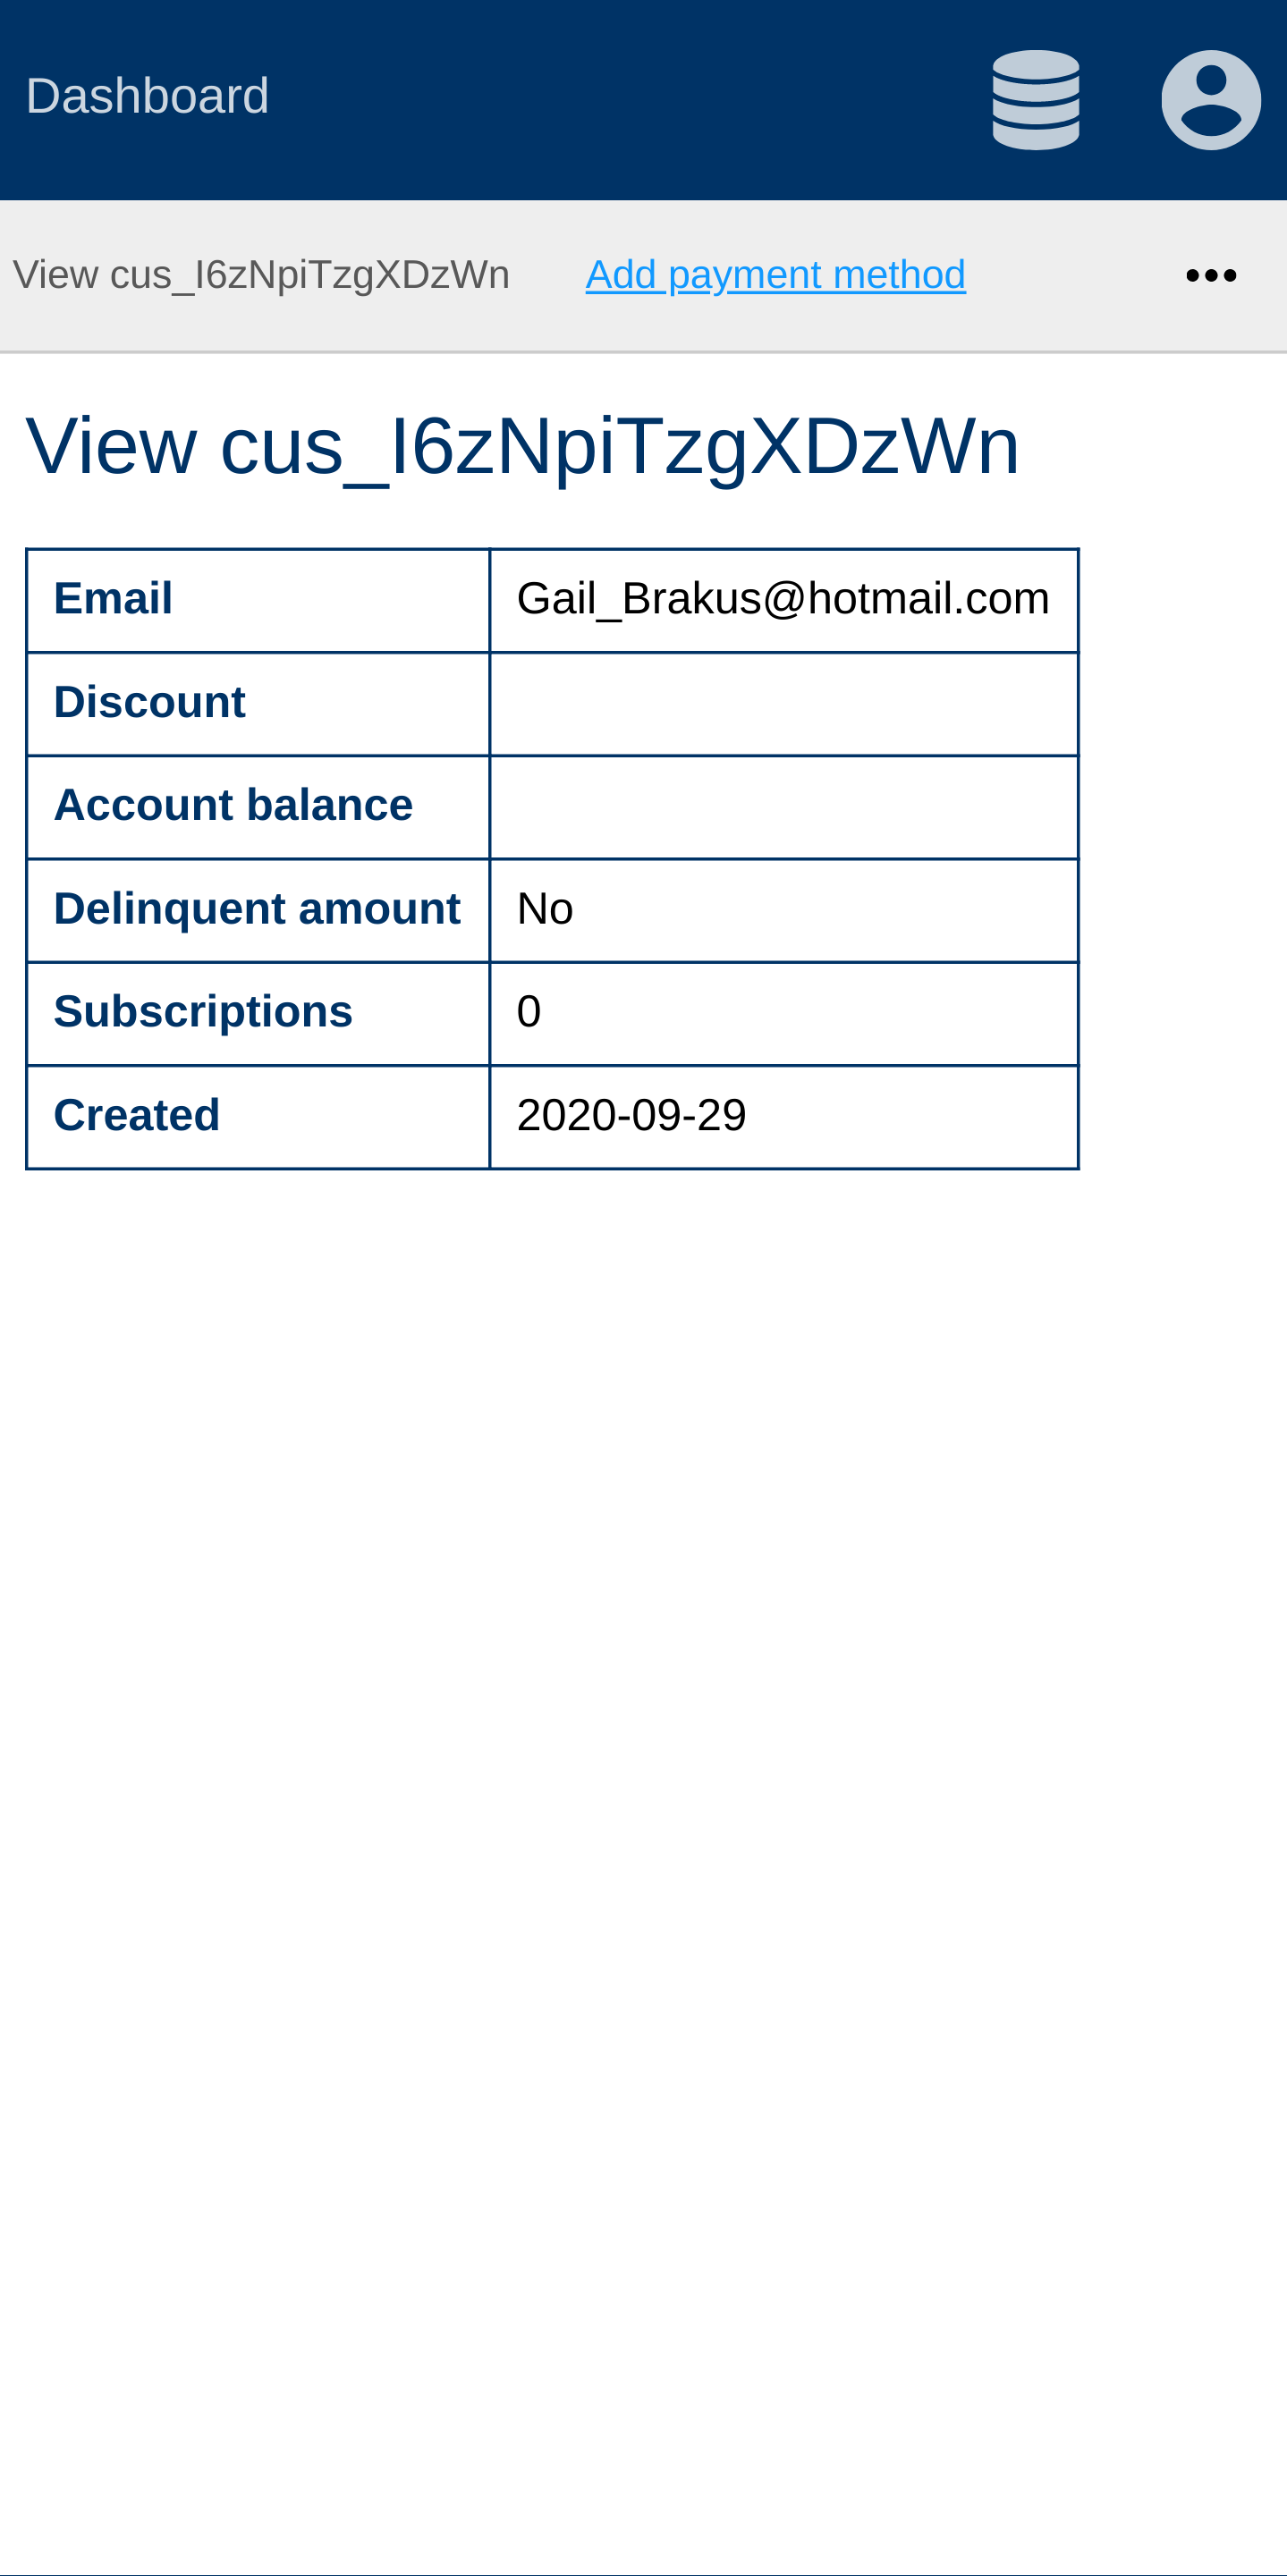 Dashboard
View cus_I6zNpiTzgXDzWn Add payment method
View cus_I6zNpiTzgXDzWn
Email Gail_Brakus@hotmail.com
Discount
Account balance
Delinquent amount No
Subscriptions 0
Created 2020-09-29